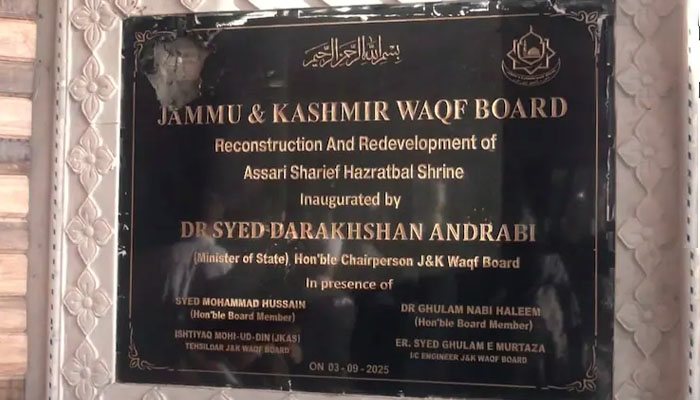 بسم الله الرحمن الرحيم
JAMMU & KASHMIR WAQF BOARD
Reconstruction And Redevelopment of
Assari Sharief Hazratbal Shrine
Inaugurated by
DR SYED DARAKHSHAN ANDRABI
(Minister of State) Hon'ble Chairperson J&K Waqf Board
In presence of
SYED MOHAMMAD HUSSAIN
(Hon'ble Board Member)
DR GHULAM NABI HALEEM
(Hon'ble Board Member)
ISHTIYAQ MOHI-UD-DIN (JKAS)
TEHSILDAR J&K WAQF BOARD
ER. SYED GHULAM E MURTAZA
I/C ENGINEER J&K WAQF BOARD
ON 03-09-2025